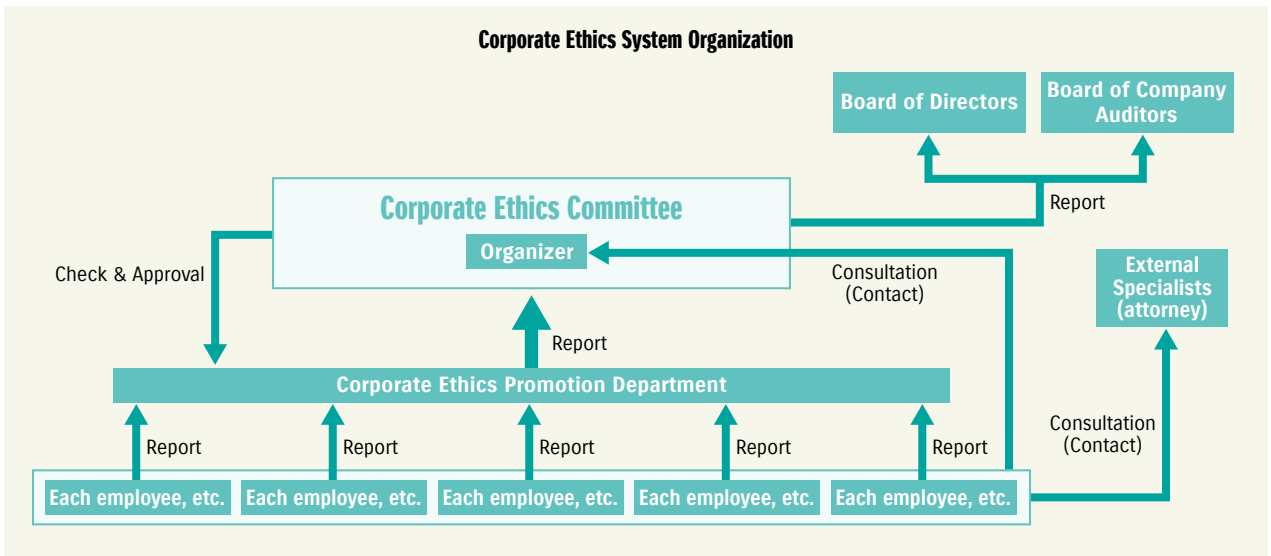 Corporate Ethics System Organization
Board of Directors
Board of Company
Auditors
Report
Corporate Ethics Committee
Organizer
Check & Approval
Consultation
(Contact)
External
Specialists
(attorney)
Report
Corporate Ethics Promotion Department
Report
Report
Report
Report
Report
Consultation
(Contact)
Each employee, etc.
Each employee, etc.
Each employee, etc.
Each employee, etc.
Each employee, etc.